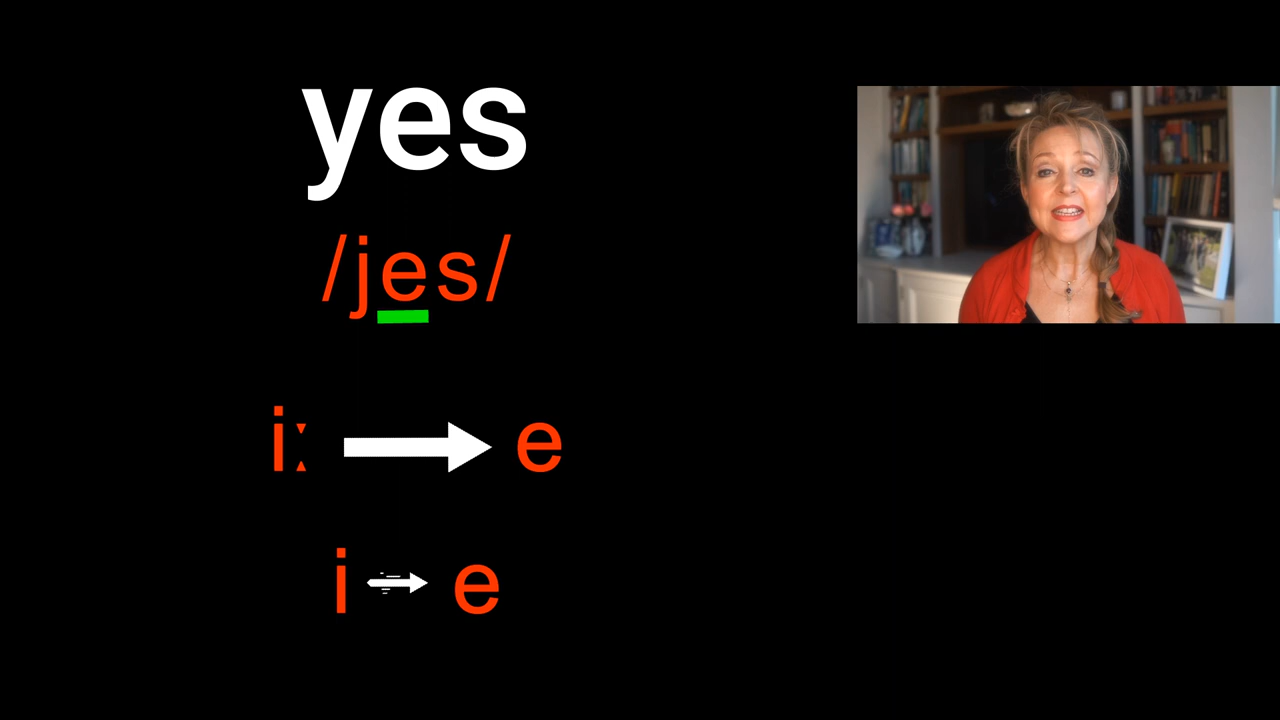 yes
/jes/
iː → e
i → e